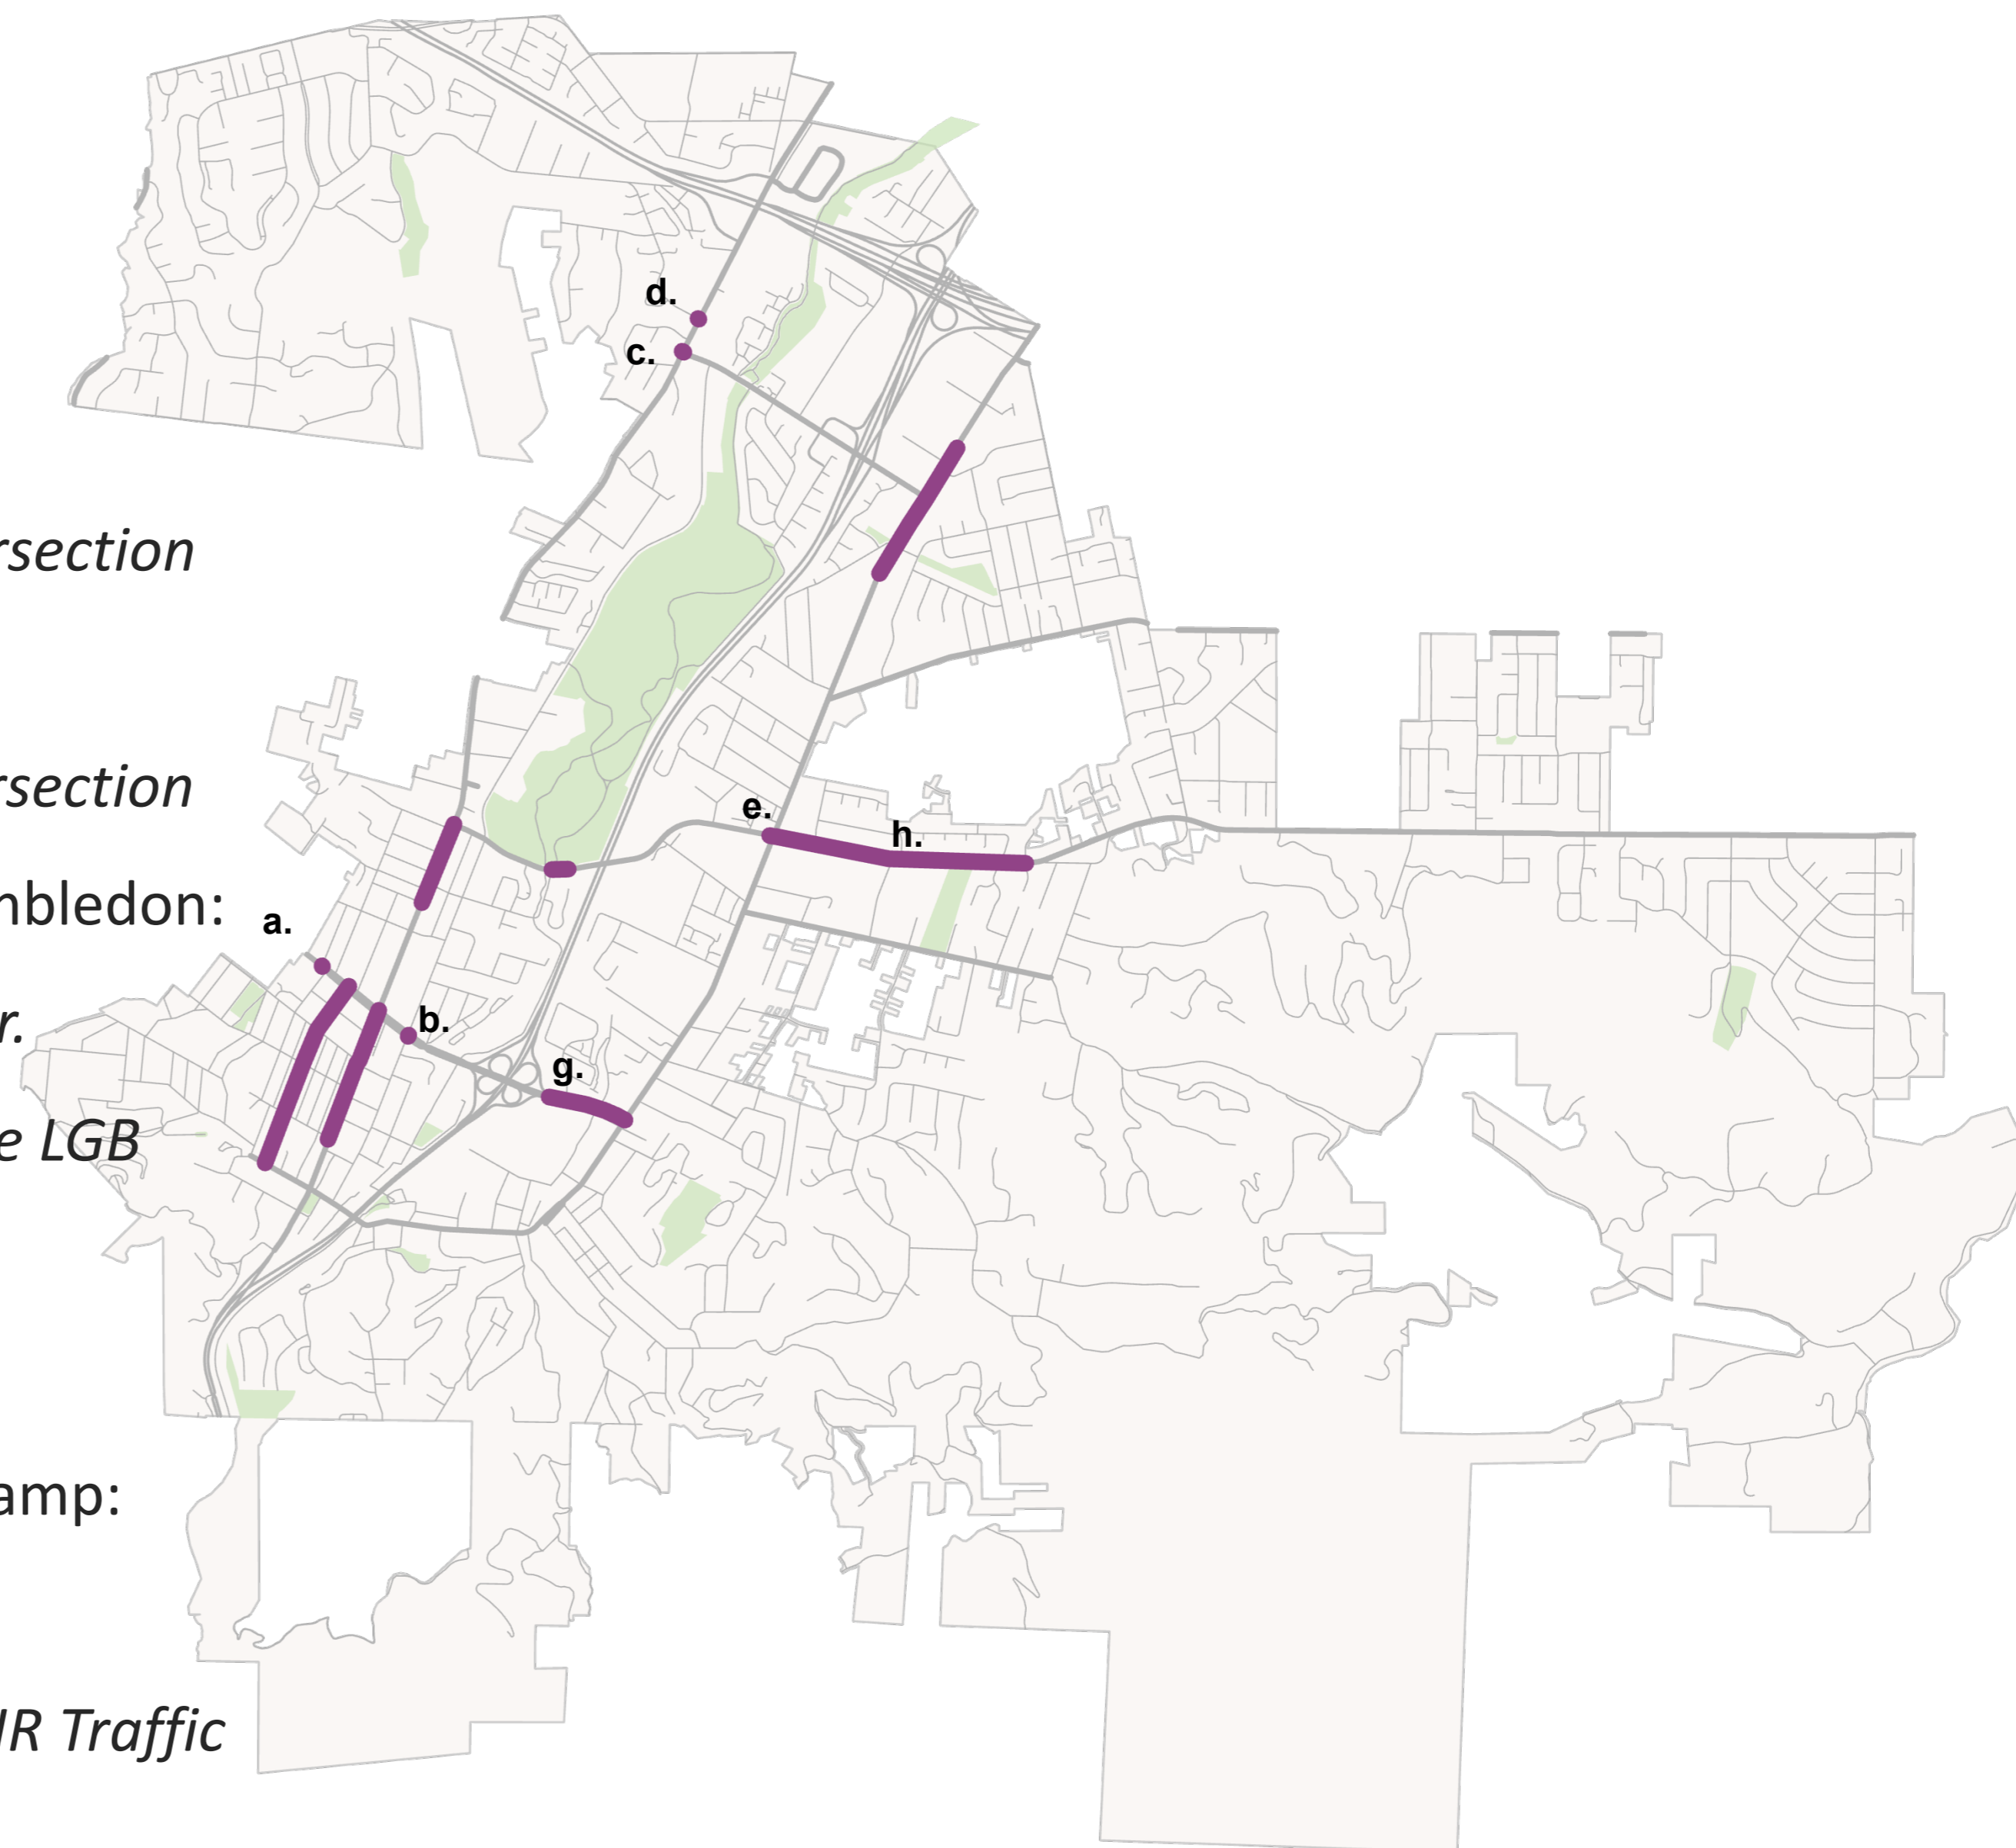 d.
c.
rsection
rsection
e.
h.
nbledon:
a.
r.
b.
g.
e LGB
amp:
IR Traffic